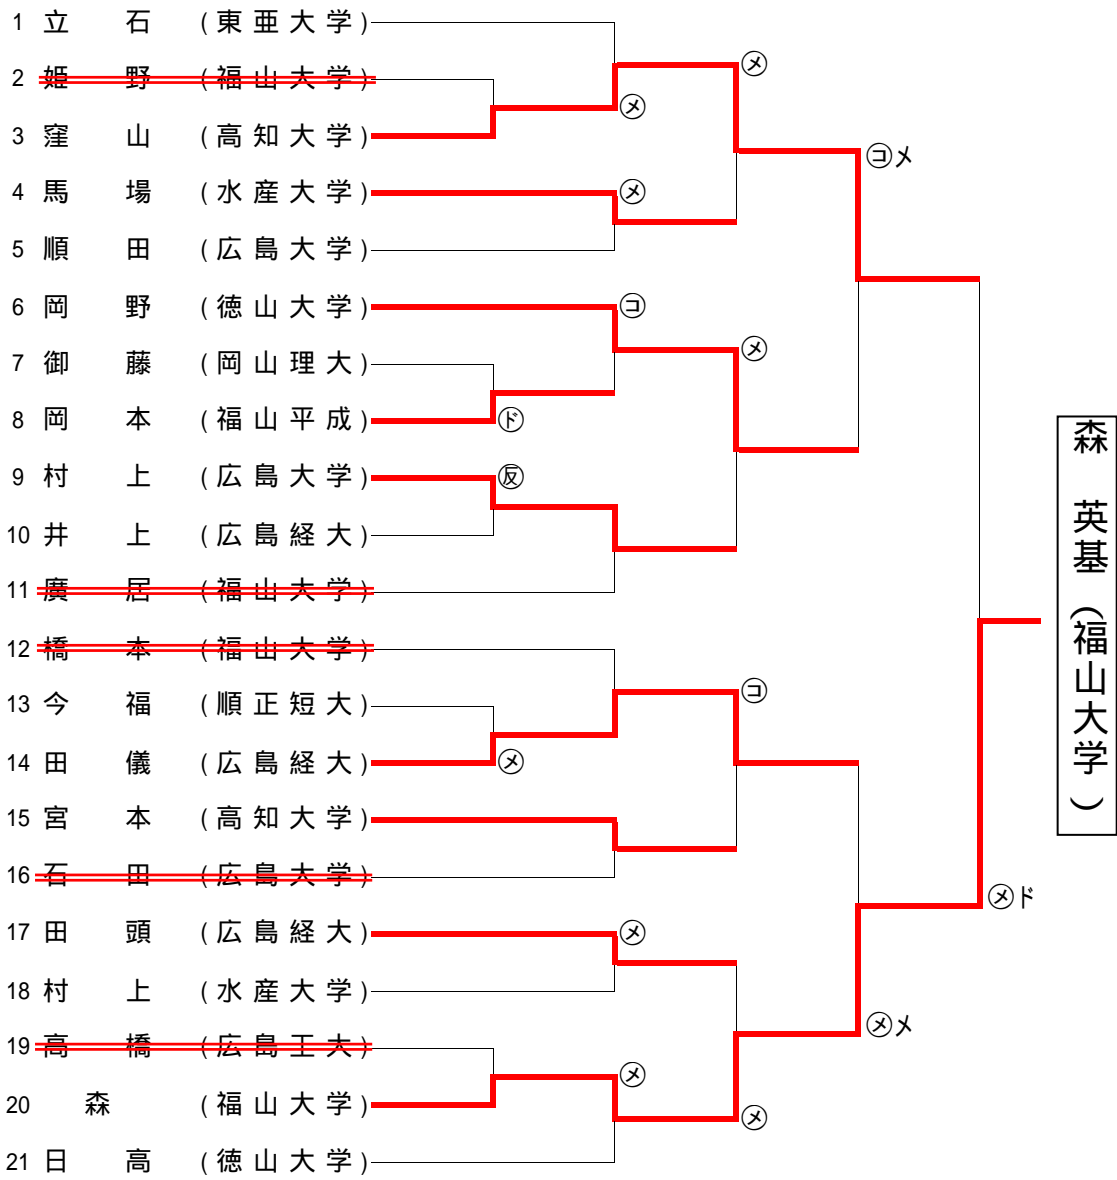 1 立石 (東亜大学)
2 姫野 (福山大学)
3 窪山 (高知大学)
4 馬場 (水産大学)
5 順田 (広島大学)
6 岡野 (徳山大学)
7 御藤 (岡山理大)
8 岡本 (福山平成)
9 村上 (広島大学)
10 井上 (広島経大)
11 廣居 (福山大学)
12 橋本 (福山大学)
13 今福 (順正短大)
14 田儀 (広島経大)
15 宮本 (高知大学)
16 石田 (広島大学)
17 田頭 (広島経大)
18 村上 (水産大学)
19 高橋 (広島工大)
20 森 (福山大学)
21 日高 (徳山大学)
㋱
㋱
㋙メ
㋱
㋙
㋱
㋣゙
反
㋙
㋱
㋱ド
㋱
㋱メ
㋱
㋱
森 英基 (福山大学)